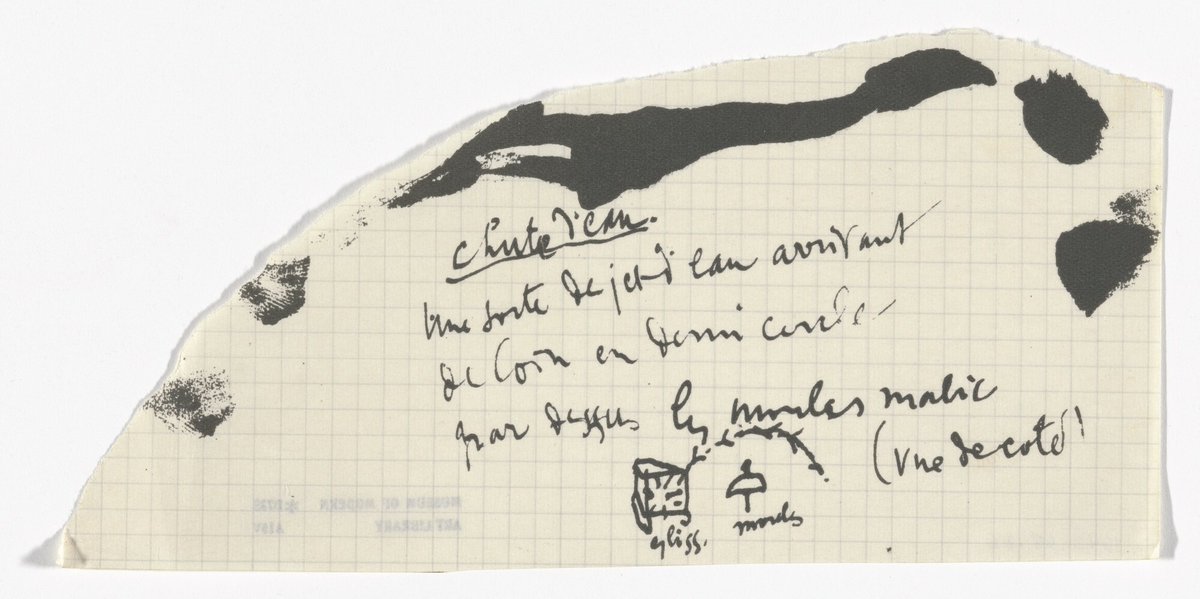 chute d'eau.
Une sorte de jet d'eau arrivant
de loin en demi cercle
par dessus les moules malic
(vue de coté)
gliss.
moules
MUSEUM OF MODERN
ART LIBRARY